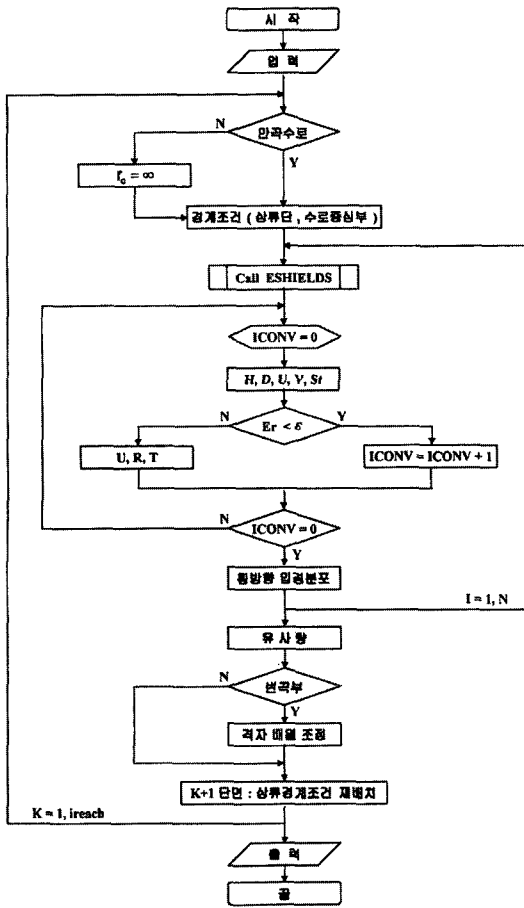 시 작
입 력
만곡수로
N
Y
r_c = ∞
경계조건 ( 상류단 , 수로중심부 )
Call ESHIELDS
ICONV = 0
H, D, U, V, St
N
Er < ε
Y
U, R, T
ICONV = ICONV + 1
N
ICONV = 0
Y
횡방향 입경분포
I = 1, N
유 사 량
N
변곡부
Y
격자 배열 조정
K+1 단면 : 상류경계조건 재배치
K = 1, ireach
출 력
끝